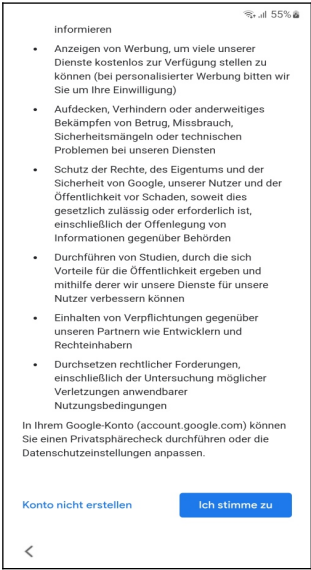 55%
informieren
• Anzeigen von Werbung, um viele unserer
Dienste kostenlos zur Verfügung stellen zu
können (bei personalisierter Werbung bitten wir
Sie um Ihre Einwilligung)
• Aufdecken, Verhindern oder anderweitiges
Bekämpfen von Betrug, Missbrauch,
Sicherheitsmängeln oder technischen
Problemen bei unseren Diensten
• Schutz der Rechte, des Eigentums und der
Sicherheit von Google, unserer Nutzer und der
Öffentlichkeit vor Schaden, soweit dies
gesetzlich zulässig oder erforderlich ist,
einschließlich der Offenlegung von
Informationen gegenüber Behörden
• Durchführen von Studien, durch die sich
Vorteile für die Öffentlichkeit ergeben und
mithilfe derer wir unsere Dienste für unsere
Nutzer verbessern können
• Einhalten von Verpflichtungen gegenüber
unseren Partnern wie Entwicklern und
Rechteinhabern
• Durchsetzen rechtlicher Forderungen,
einschließlich der Untersuchung möglicher
Verletzungen anwendbarer
Nutzungsbedingungen
In Ihrem Google-Konto (account.google.com) können
Sie einen Privatsphärecheck durchführen oder die
Datenschutzeinstellungen anpassen.
Konto nicht erstellen
Ich stimme zu